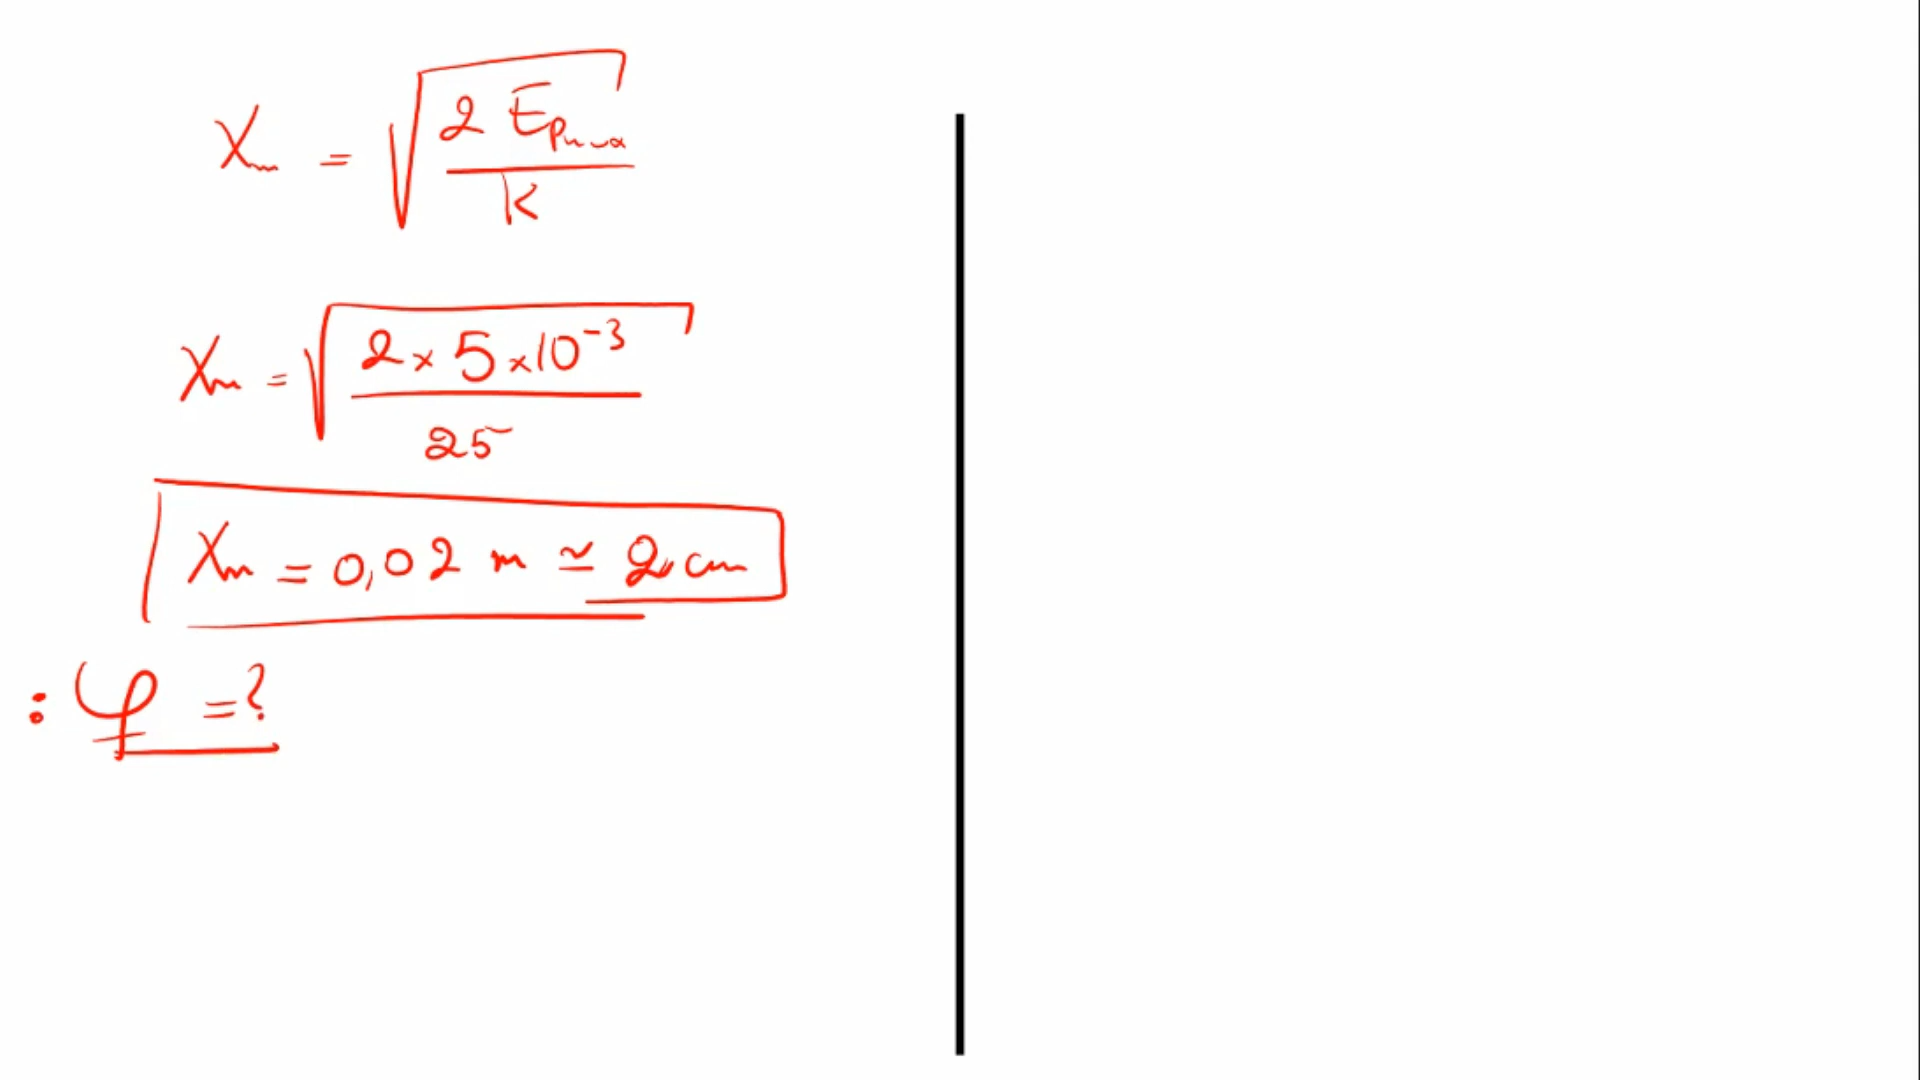 Xm = √(2 Epmax / K)
Xm = √(2 × 5 × 10⁻³ / 25)
Xm = 0,02 m ≃ 2 cm
: φ = ?